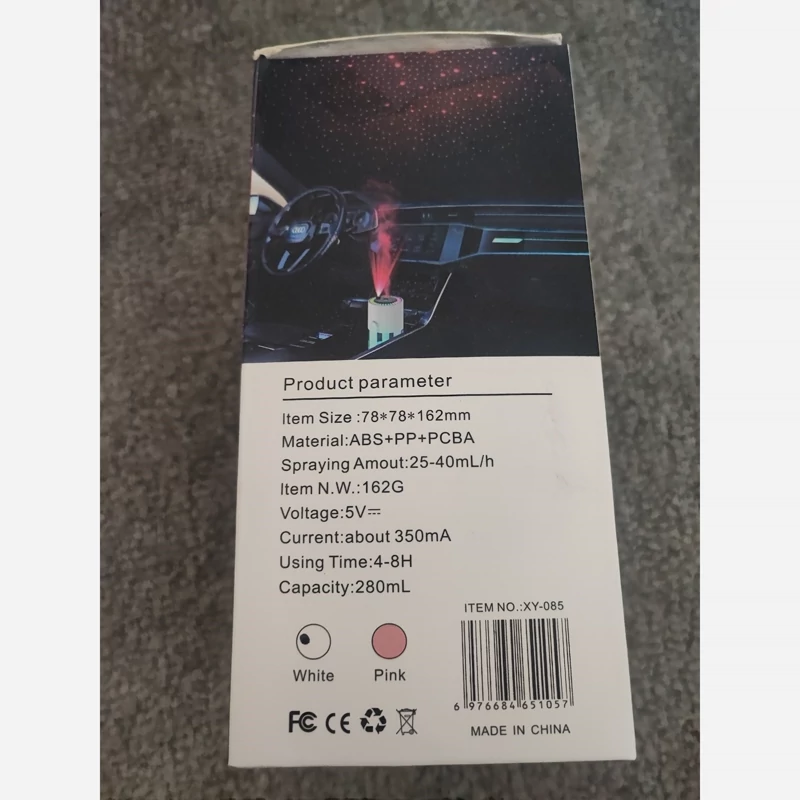 Product parameter
Item Size :78*78*162mm
Material:ABS+PP+PCBA
Spraying Amout:25-40mL/h
Item N.W.:162G
Voltage:5V⎓
Current:about 350mA
Using Time:4-8H
Capacity:280mL
ITEM NO.:XY-085
White
Pink
6 976684 651057
FC CE
MADE IN CHINA